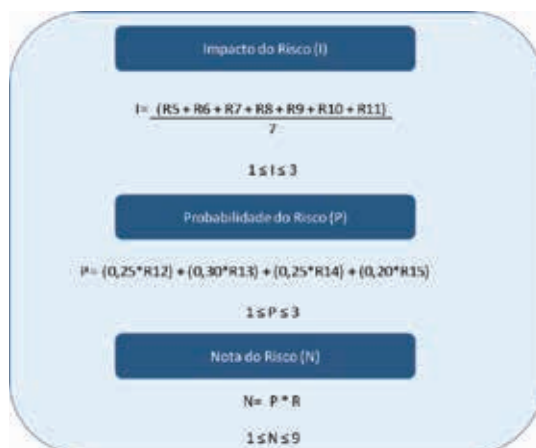 Impacto do Risco (I)
I= (R5 + R6 + R7 + R8 + R9 + R10 + R11)
7
1 ≤ I ≤ 3
Probabilidade do Risco (P)
P= (0,25*R12) + (0,30*R13) + (0,25*R14) + (0,20*R15)
1 ≤ P ≤ 3
Nota do Risco (N)
N= P * R
1 ≤ N ≤ 9